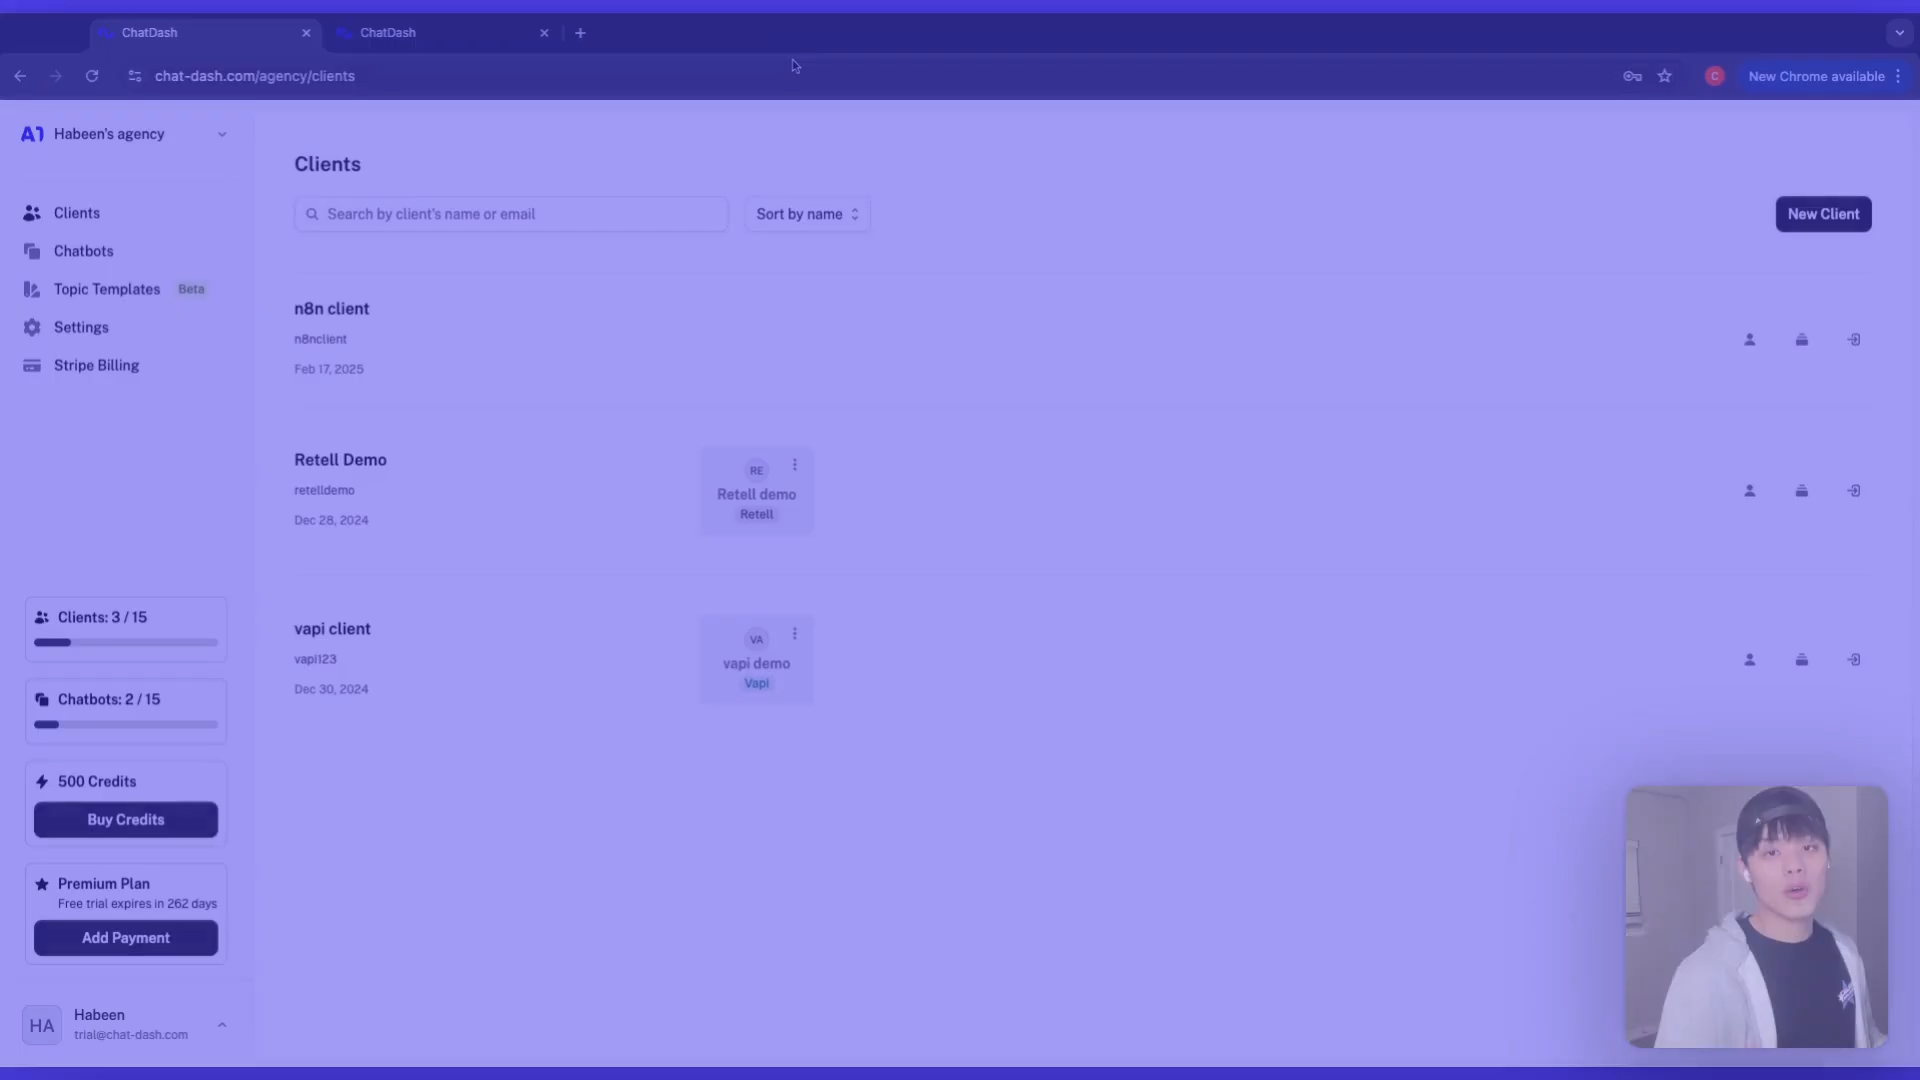 ChatDash
ChatDash
chat-dash.com/agency/clients
C
New Chrome available
A1 Habeen's agency
Clients
Chatbots
Topic Templates Beta
Settings
Stripe Billing
Clients: 3 / 15
Chatbots: 2 / 15
500 Credits
Buy Credits
Premium Plan
Free trial expires in 262 days
Add Payment
HA
Habeen
trial@chat-dash.com
Clients
Search by client's name or email
Sort by name
New Client
n8n client
n8nclient
Feb 17, 2025
Retell Demo
retelldemo
Dec 28, 2024
RE
Retell demo
Retell
vapi client
vapi123
Dec 30, 2024
VA
vapi demo
Vapi